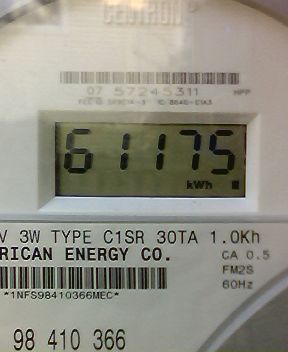 CENTRON
07 57245311
61175
kWh
V 3W TYPE C1SR 30TA 1.0Kh
RICAN ENERGY CO.
CA 0.5
FM2S
60Hz
*1NFS98410366MEC*
98 410 366